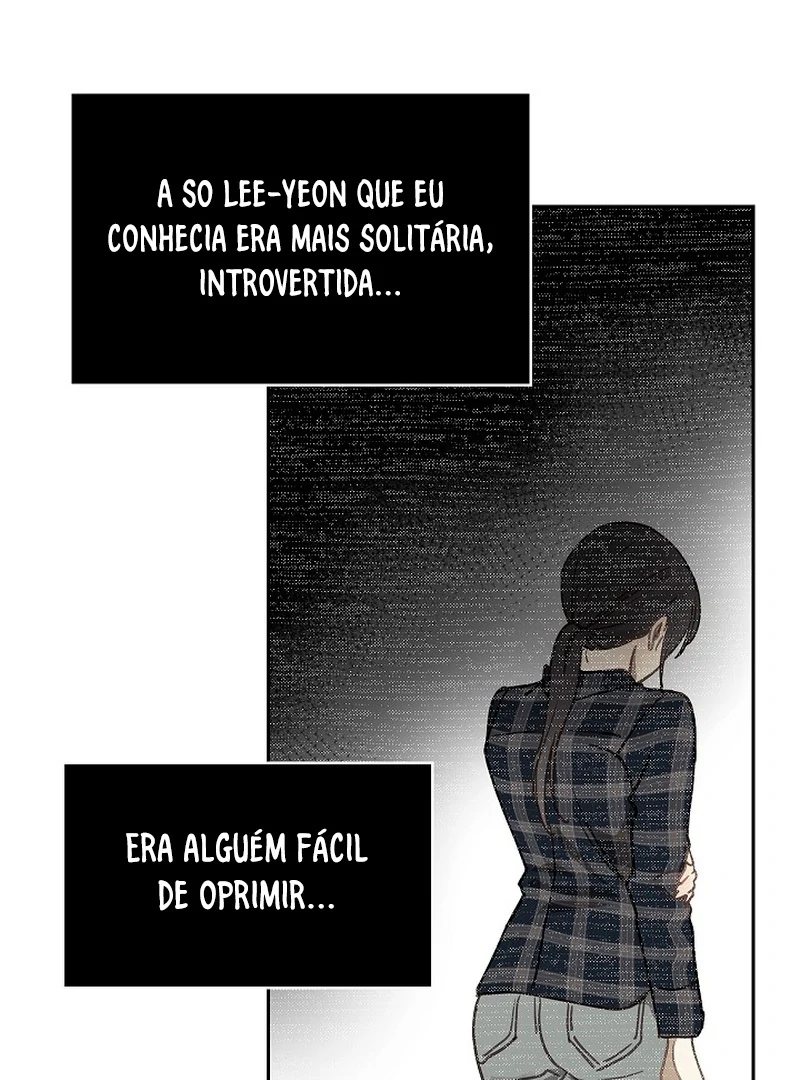 A SO LEE-YEON QUE EU
CONHECIA ERA MAIS SOLITÁRIA,
INTROVERTIDA...
ERA ALGUÉM FÁCIL
DE OPRIMIR...